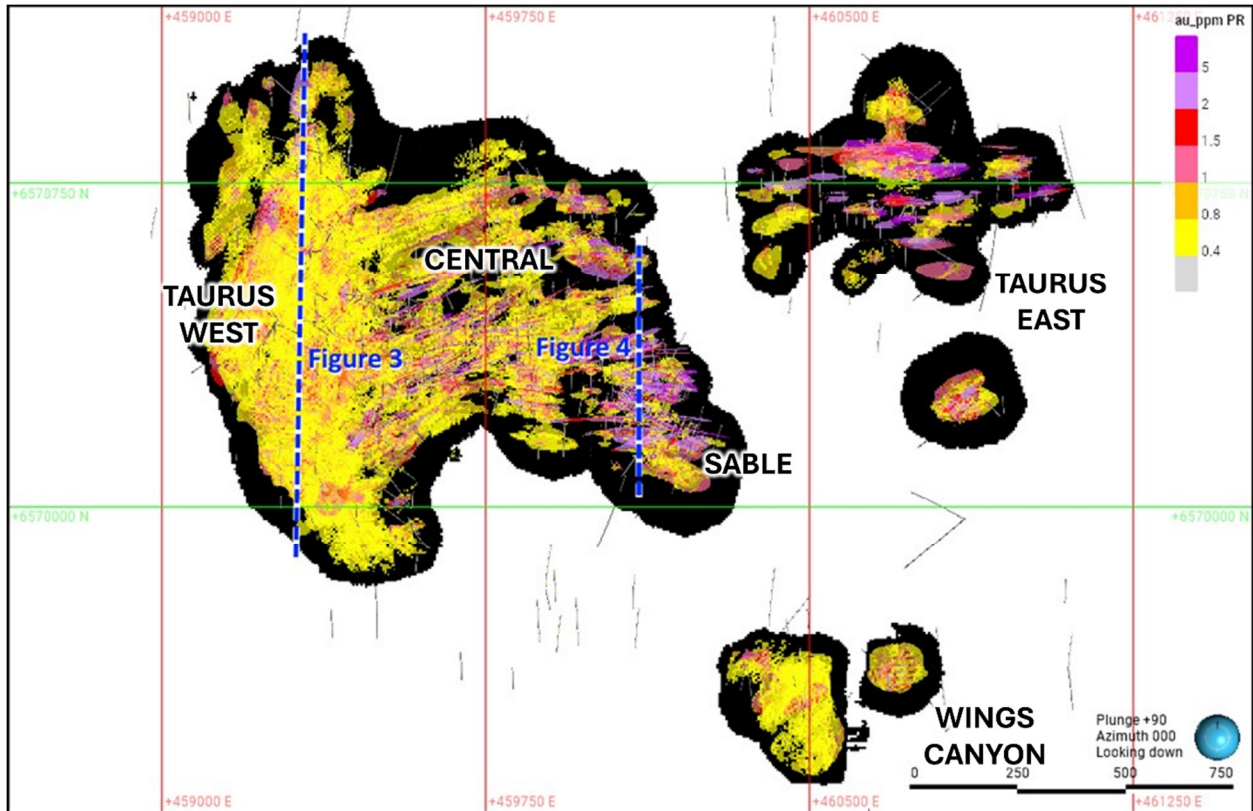 +459000 E
+459750 E
+460500 E
+461250 E
au_ppm PR
5
2
1.5
1
0.8
0.4
+6570750 N
CENTRAL
TAURUS
WEST
TAURUS
EAST
Figure 3
Figure 4
SABLE
+6570000 N
+6570000 N
WINGS
CANYON
Plunge +90
Azimuth 000
Looking down
0
250
500
750
+459000 E
+459750 E
+460500 E
+461250 E